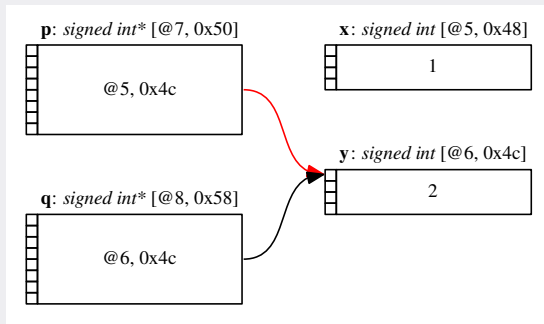 p: signed int* [@7, 0x50]
@5, 0x4c
x: signed int [@5, 0x48]
1
y: signed int [@6, 0x4c]
2
q: signed int* [@8, 0x58]
@6, 0x4c